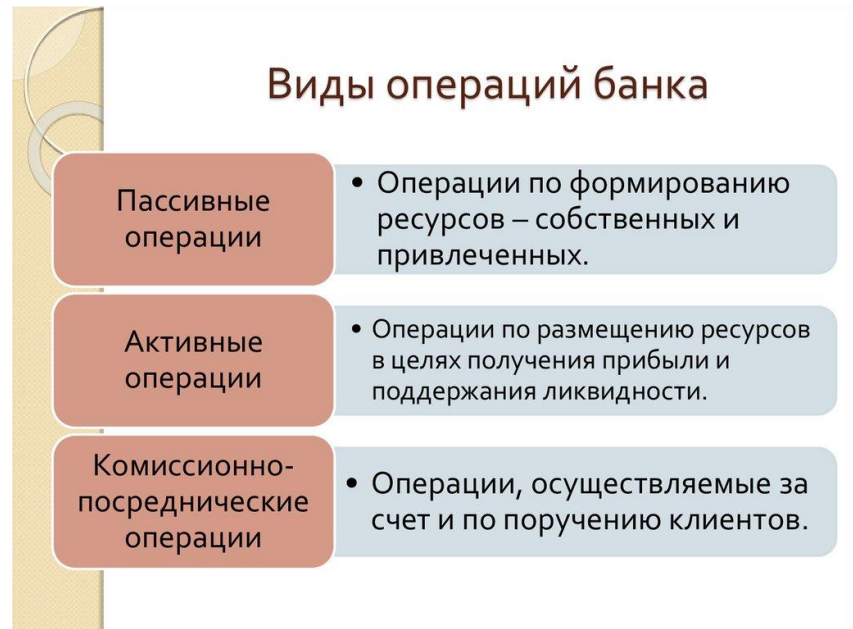 Виды операций банка
Пассивные
операции
• Операции по формированию
ресурсов – собственных и
привлеченных.
Активные
операции
• Операции по размещению ресурсов
в целях получения прибыли и
поддержания ликвидности.
Комиссионно-
посреднические
операции
• Операции, осуществляемые за
счет и по поручению клиентов.